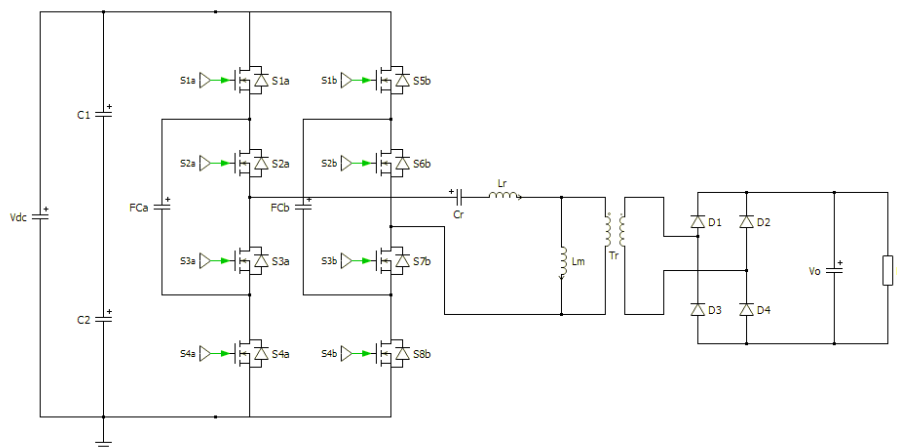 S1a S1a S1b S5b
C1
S2a S2a S2b S6b
Vdc FCa FCb Cr Lr
D1 D2
S3a S3a S3b S7b Lm Tr Vo
C2 D3 D4
S4a S4a S4b S8b